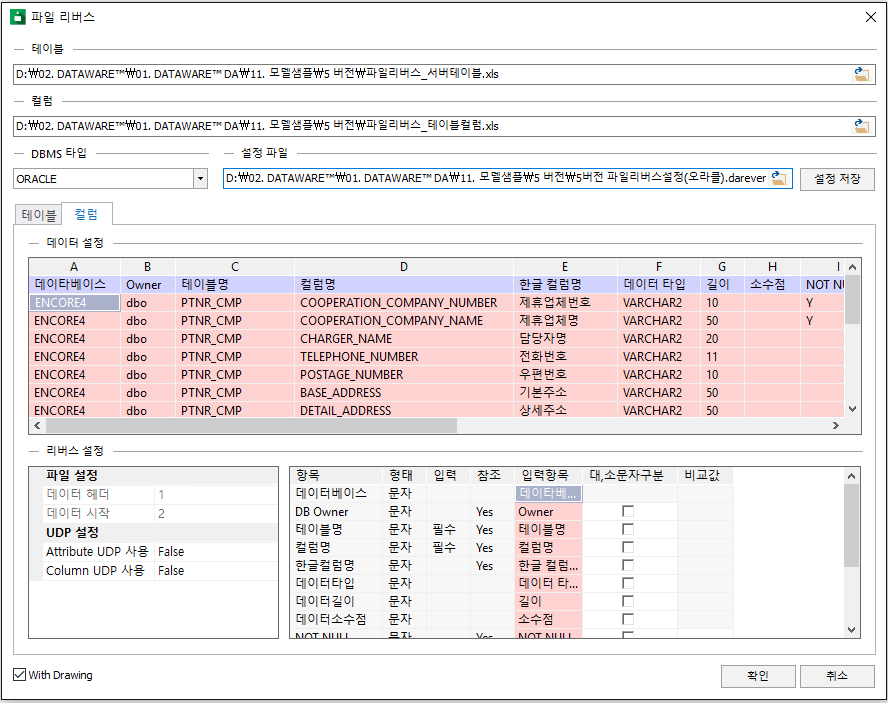 파일 리버스
테이블
D:₩02. DATAWARE™₩01. DATAWARE™ DA₩11. 모델샘플₩5 버전₩파일리버스_서버테이블.xls
컬럼
D:₩02. DATAWARE™₩01. DATAWARE™ DA₩11. 모델샘플₩5 버전₩파일리버스_테이블컬럼.xls
DBMS 타입 설정 파일
ORACLE D:₩02. DATAWARE™₩01. DATAWARE™ DA₩11. 모델샘플₩5 버전₩5버전 파일리버스설정(오라클).darever 설정 저장
테이블 컬럼
데이터 설정
A B C D E F G H I
데이타베이스 Owner 테이블명 컬럼명 한글 컬럼명 데이터 타입 길이 소수점 NOT NU
ENCORE4 dbo PTNR_CMP COOPERATION_COMPANY_NUMBER 제휴업체번호 VARCHAR2 10 Y
ENCORE4 dbo PTNR_CMP COOPERATION_COMPANY_NAME 제휴업체명 VARCHAR2 50 Y
ENCORE4 dbo PTNR_CMP CHARGER_NAME 담당자명 VARCHAR2 20
ENCORE4 dbo PTNR_CMP TELEPHONE_NUMBER 전화번호 VARCHAR2 11
ENCORE4 dbo PTNR_CMP POSTAGE_NUMBER 우편번호 VARCHAR2 10
ENCORE4 dbo PTNR_CMP BASE_ADDRESS 기본주소 VARCHAR2 50
ENCORE4 dbo PTNR_CMP DETAIL_ADDRESS 상세주소 VARCHAR2 50
리버스 설정
파일 설정
데이터 헤더 1
데이터 시작 2
UDP 설정
Attribute UDP 사용 False
Column UDP 사용 False
항목 형태 입력 참조 입력항목 대,소문자구분 비교값
데이터베이스 문자 데이타베...
DB Owner 문자 Yes Owner
테이블명 문자 필수 Yes 테이블명
컬럼명 문자 필수 Yes 컬럼명
한글컬럼명 문자 Yes 한글 컬럼...
데이터타입 문자 데이터 타...
데이터길이 문자 길이
데이터소수점 문자 소수점
NOT NULL 문자 Yes NOT NULL
With Drawing
확인 취소